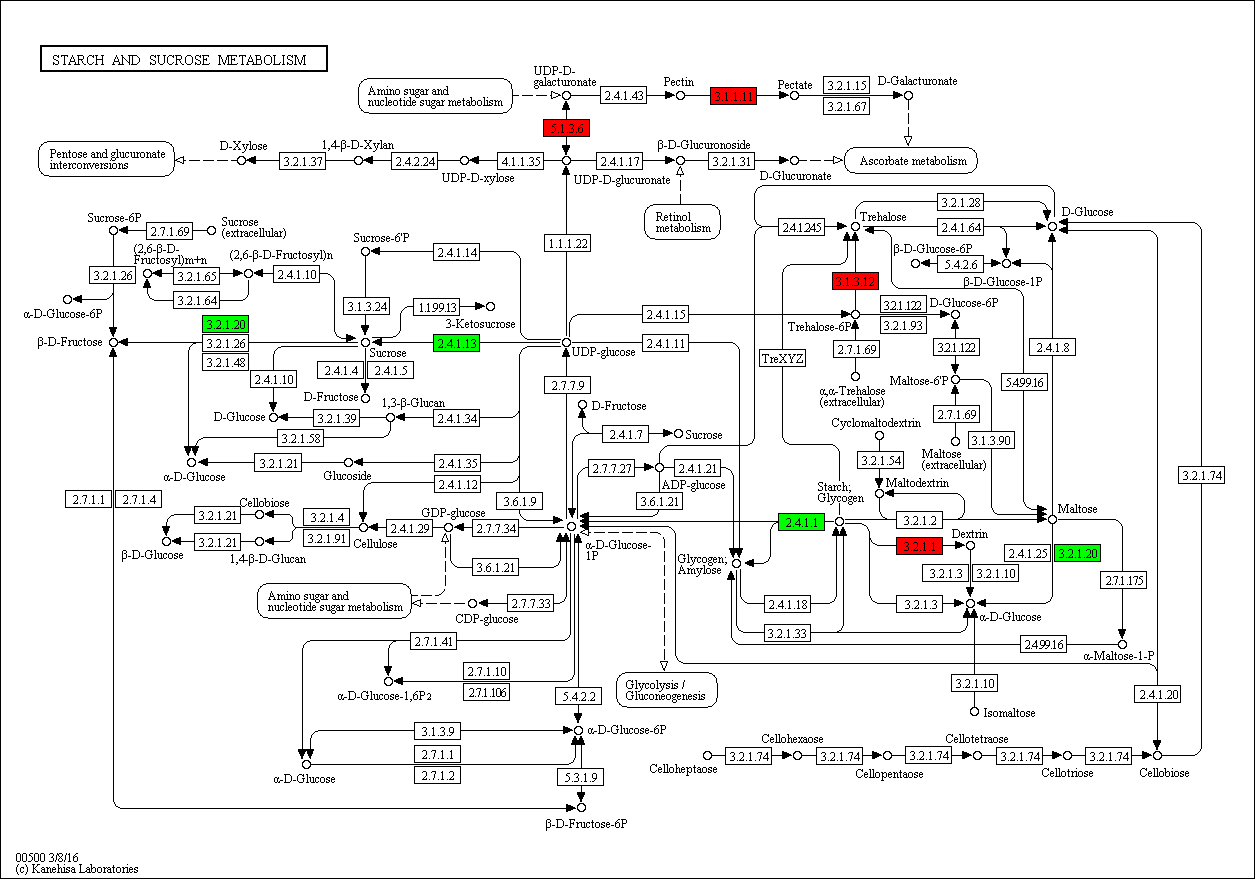 STARCH AND SUCROSE METABOLISM
UDP-D-
galacturonate
Amino sugar and
nucleotide sugar metabolism
2.4.1.43
Pectin
3.1.1.11
Pectate
3.2.1.15
3.2.1.67
D-Galacturonate
5.1.3.6
Pentose and glucuronate
interconversions
D-Xylose
3.2.1.37
1,4-β-D-Xylan
2.4.2.24
UDP-D-xylose
4.1.1.35
2.4.1.17
UDP-D-glucuronate
β-D-Glucuronoside
3.2.1.31
D-Glucuronate
Ascorbate metabolism
Retinol
metabolism
Sucrose-6P
2.7.1.69
Sucrose
(extracellular)
(2,6-β-D-
Fructosyl)m+n
(2,6-β-D-Fructosyl)n
3.2.1.26
3.2.1.65
3.2.1.64
2.4.1.10
α-D-Glucose-6P
Sucrose-6'P
2.4.1.14
1.1.1.22
3.1.3.24
1.1.99.13
3-Ketosucrose
3.2.1.20
3.2.1.26
3.2.1.48
β-D-Fructose
Sucrose
2.4.1.13
UDP-glucose
2.4.1.15
2.4.1.11
2.4.1.245
Trehalose
3.2.1.28
2.4.1.64
D-Glucose
β-D-Glucose-6P
5.4.2.6
β-D-Glucose-1P
3.1.3.12
3.2.1.122
3.2.1.93
D-Glucose-6P
Trehalose-6P
2.7.1.69
α,α-Trehalose
(extracellular)
TreXYZ
3.2.1.122
Maltose-6'P
2.7.1.69
Maltose
(extracellular)
3.1.3.90
5.4.99.16
2.4.1.8
2.4.1.10
2.4.1.4
2.4.1.5
D-Fructose
2.7.7.9
D-Fructose
D-Glucose
3.2.1.39
1,3-β-Glucan
2.4.1.34
3.2.1.58
2.4.1.7
Sucrose
α-D-Glucose
3.2.1.21
Glucoside
2.4.1.35
2.4.1.12
2.7.7.27
2.4.1.21
ADP-glucose
3.6.1.21
3.6.1.9
2.7.1.1
2.7.1.4
Cellobiose
3.2.1.21
3.2.1.4
3.2.1.91
3.2.1.21
β-D-Glucose
1,4-β-D-Glucan
Cellulose
2.4.1.29
GDP-glucose
2.7.7.34
α-D-Glucose-
1P
3.6.1.21
Amino sugar and
nucleotide sugar metabolism
2.7.7.33
CDP-glucose
Cyclomaltodextrin
3.2.1.54
Maltodextrin
Starch;
Glycogen
2.4.1.1
3.2.1.2
Maltose
3.2.1.1
Dextrin
2.4.1.25
3.2.1.20
3.2.1.3
3.2.1.10
Glycogen;
Amylose
2.4.1.18
3.2.1.3
α-D-Glucose
3.2.1.33
2.7.1.175
2.4.99.16
α-Maltose-1-P
3.2.1.74
2.7.1.41
2.7.1.10
2.7.1.106
α-D-Glucose-1,6P2
5.4.2.2
Glycolysis /
Gluconeogenesis
3.2.1.10
Isomaltose
2.4.1.20
3.1.3.9
α-D-Glucose-6P
2.7.1.1
2.7.1.2
α-D-Glucose
5.3.1.9
β-D-Fructose-6P
Celloheptaose
3.2.1.74
Cellohexaose
3.2.1.74
Cellopentaose
3.2.1.74
Cellotetraose
3.2.1.74
Cellotriose
3.2.1.74
Cellobiose
00500 3/8/16
(c) Kanehisa Laboratories